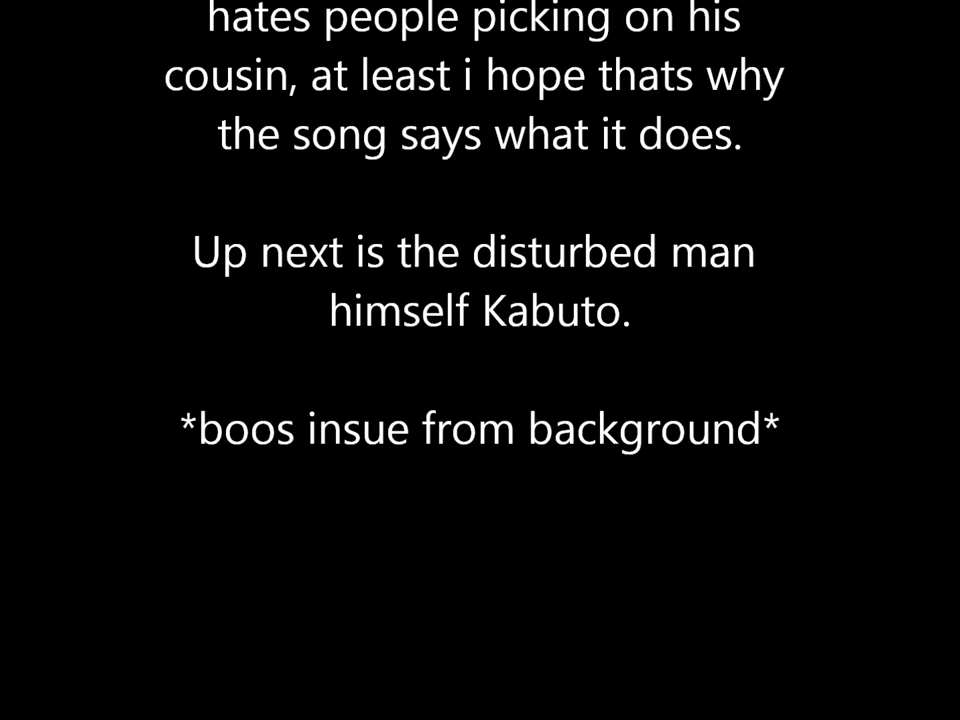 hates people picking on his
cousin, at least i hope thats why
the song says what it does.
Up next is the disturbed man
himself Kabuto.
*boos insue from background*